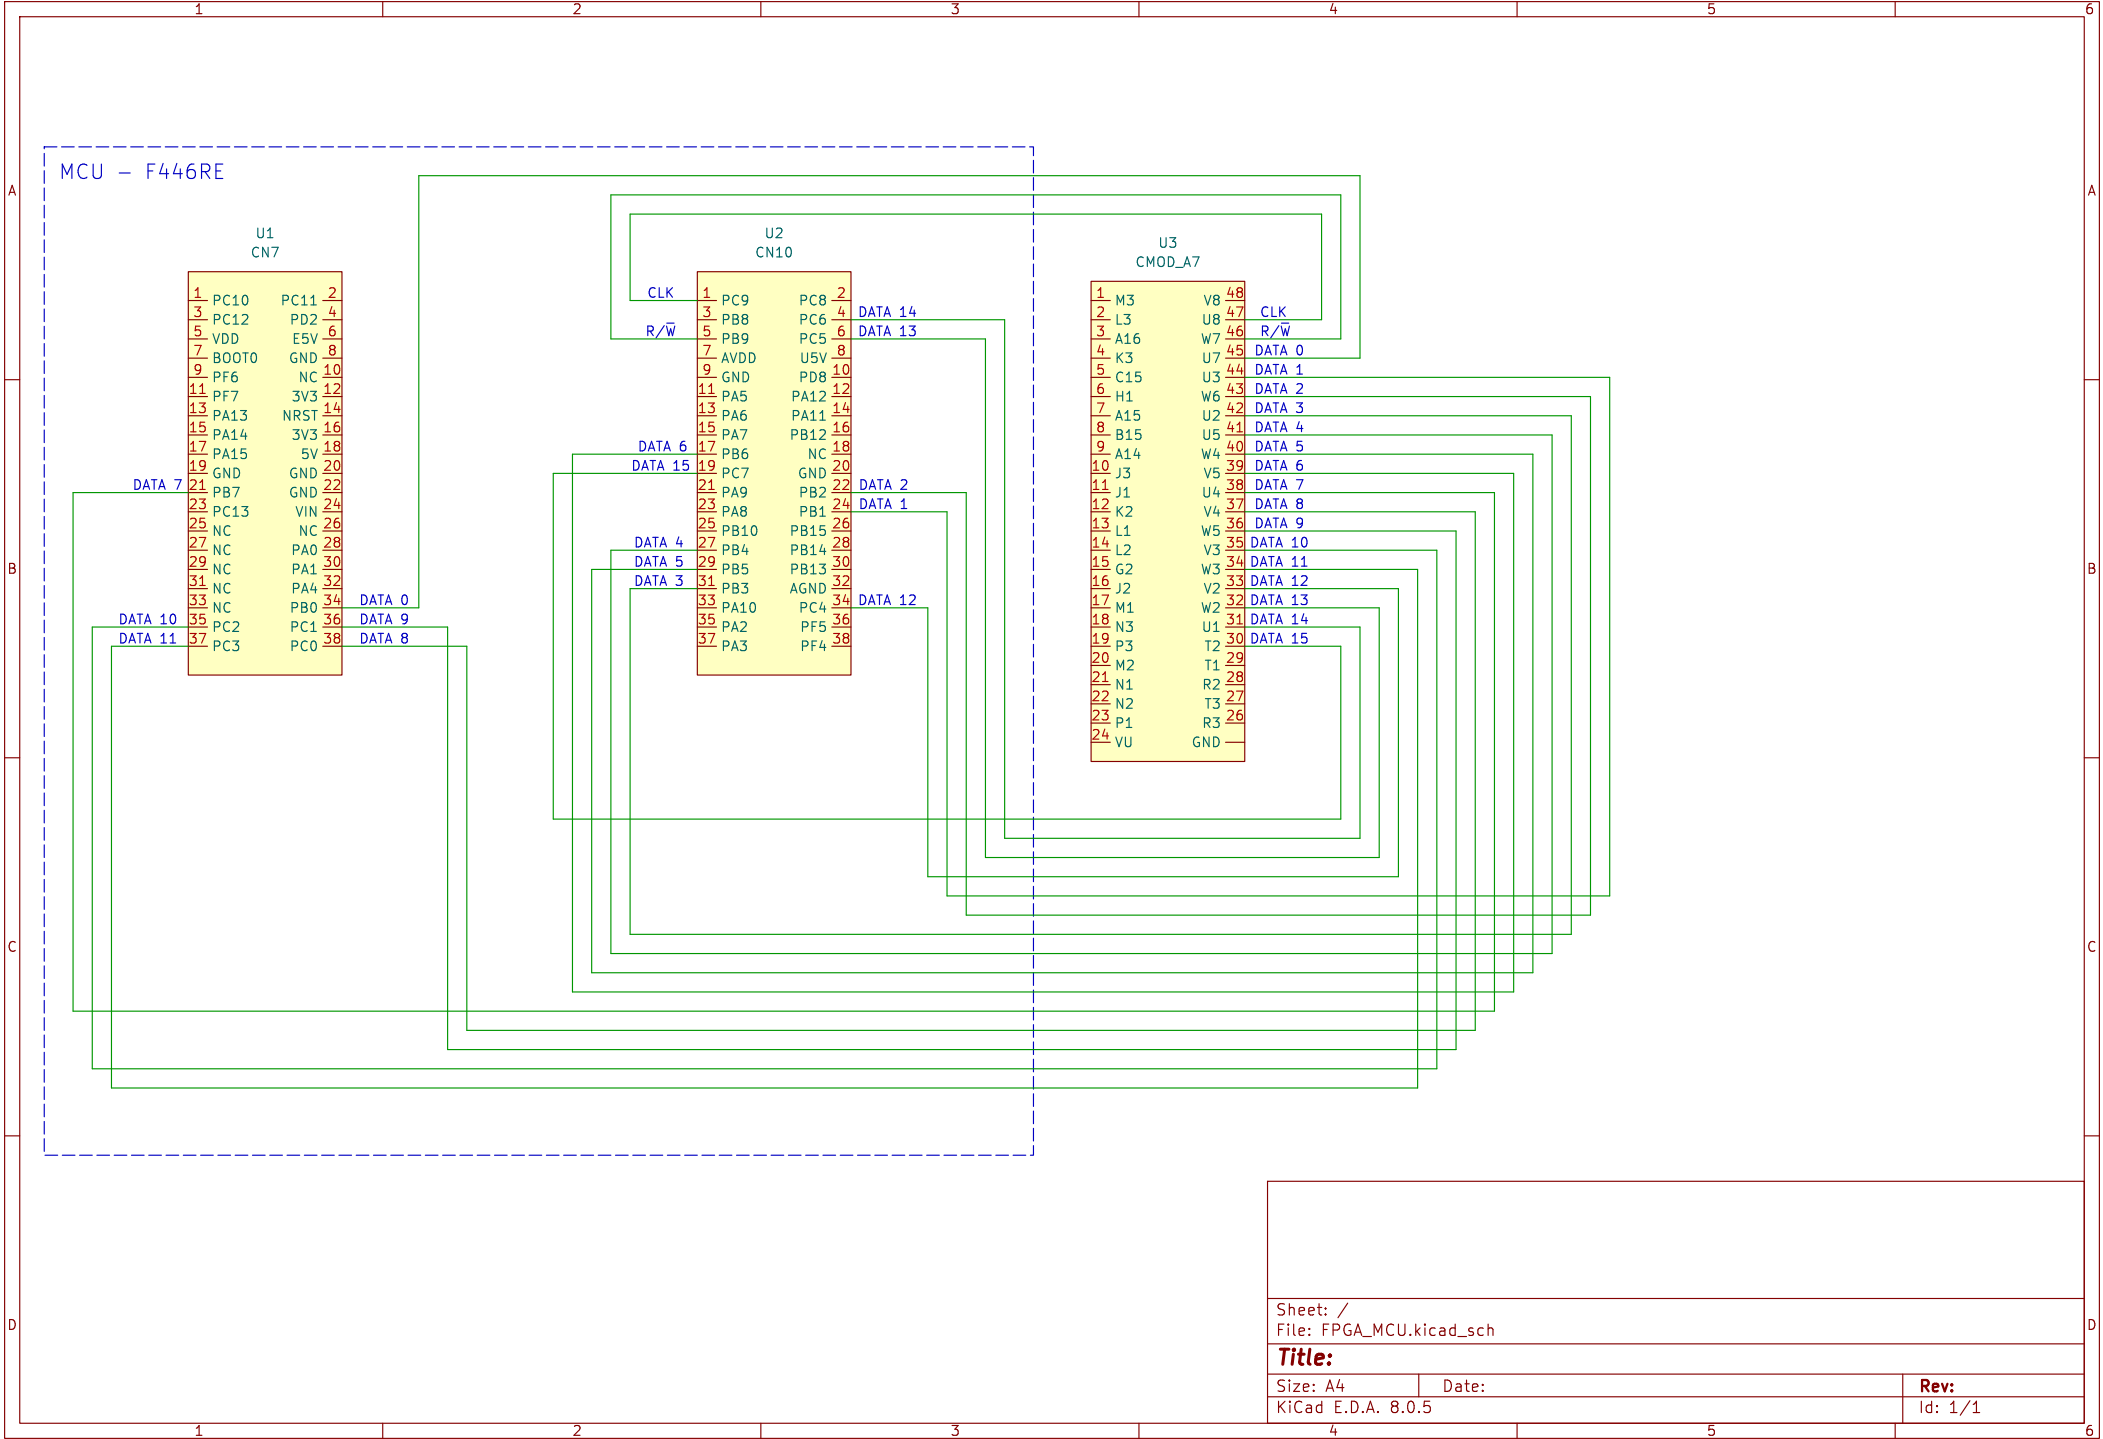 1 2 3 4 5 6
A A
MCU - F446RE
U1
CN7
U2
CN10
U3
CMOD_A7
1 PC10 PC11 2
3 PC12 PD2 4
5 VDD E5V 6
7 BOOT0 GND 8
9 PF6 NC 10
11 PF7 3V3 12
13 PA13 NRST 14
15 PA14 3V3 16
17 PA15 5V 18
19 GND GND 20
DATA 7 21 PB7 GND 22
23 PC13 VIN 24
25 NC NC 26
27 NC PA0 28
29 NC PA1 30
31 NC PA4 32
33 NC PB0 34 DATA 0
DATA 10 35 PC2 PC1 36 DATA 9
DATA 11 37 PC3 PC0 38 DATA 8
CLK 1 PC9 PC8 2
3 PB8 PC6 4 DATA 14
R/W̅ 5 PB9 PC5 6 DATA 13
7 AVDD U5V 8
9 GND PD8 10
11 PA5 PA12 12
13 PA6 PA11 14
15 PA7 PB12 16
DATA 6 17 PB6 NC 18
DATA 15 19 PC7 GND 20
21 PA9 PB2 22 DATA 2
23 PA8 PB1 24 DATA 1
25 PB10 PB15 26
DATA 4 27 PB4 PB14 28
DATA 5 29 PB5 PB13 30
DATA 3 31 PB3 AGND 32
33 PA10 PC4 34 DATA 12
35 PA2 PF5 36
37 PA3 PF4 38
1 M3 V8 48
2 L3 U8 47 CLK
3 A16 W7 46 R/W̅
4 K3 U7 45 DATA 0
5 C15 U3 44 DATA 1
6 H1 W6 43 DATA 2
7 A15 U2 42 DATA 3
8 B15 U5 41 DATA 4
9 A14 W4 40 DATA 5
10 J3 V5 39 DATA 6
11 J1 U4 38 DATA 7
12 K2 V4 37 DATA 8
13 L1 W5 36 DATA 9
14 L2 V3 35 DATA 10
15 G2 W3 34 DATA 11
16 J2 V2 33 DATA 12
17 M1 W2 32 DATA 13
18 N3 U1 31 DATA 14
19 P3 T2 30 DATA 15
20 M2 T1 29
21 N1 R2 28
22 N2 T3 27
23 P1 R3 26
24 VU GND
B B
C C
D D
Sheet: /
File: FPGA_MCU.kicad_sch
Title:
Size: A4 Date: Rev:
KiCad E.D.A. 8.0.5 Id: 1/1
1 2 3 4 5 6